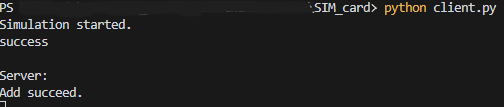 PS \SIM_card> python client.py
Simulation started.
success
Server:
Add succeed.